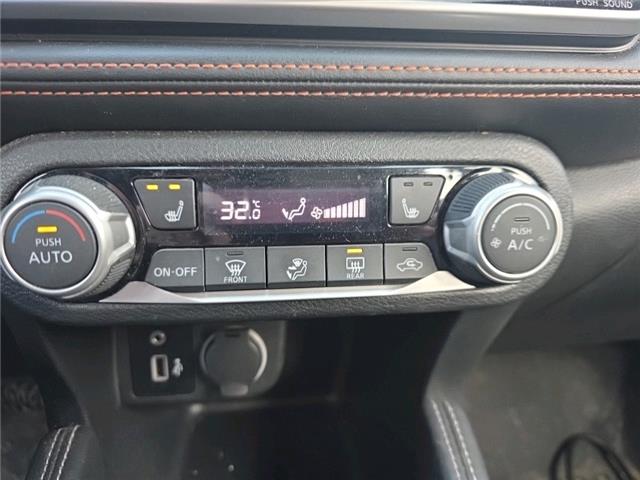 PUSH SOUND
32.0°C
PUSH
AUTO
PUSH
A/C
ON·OFF
FRONT
REAR